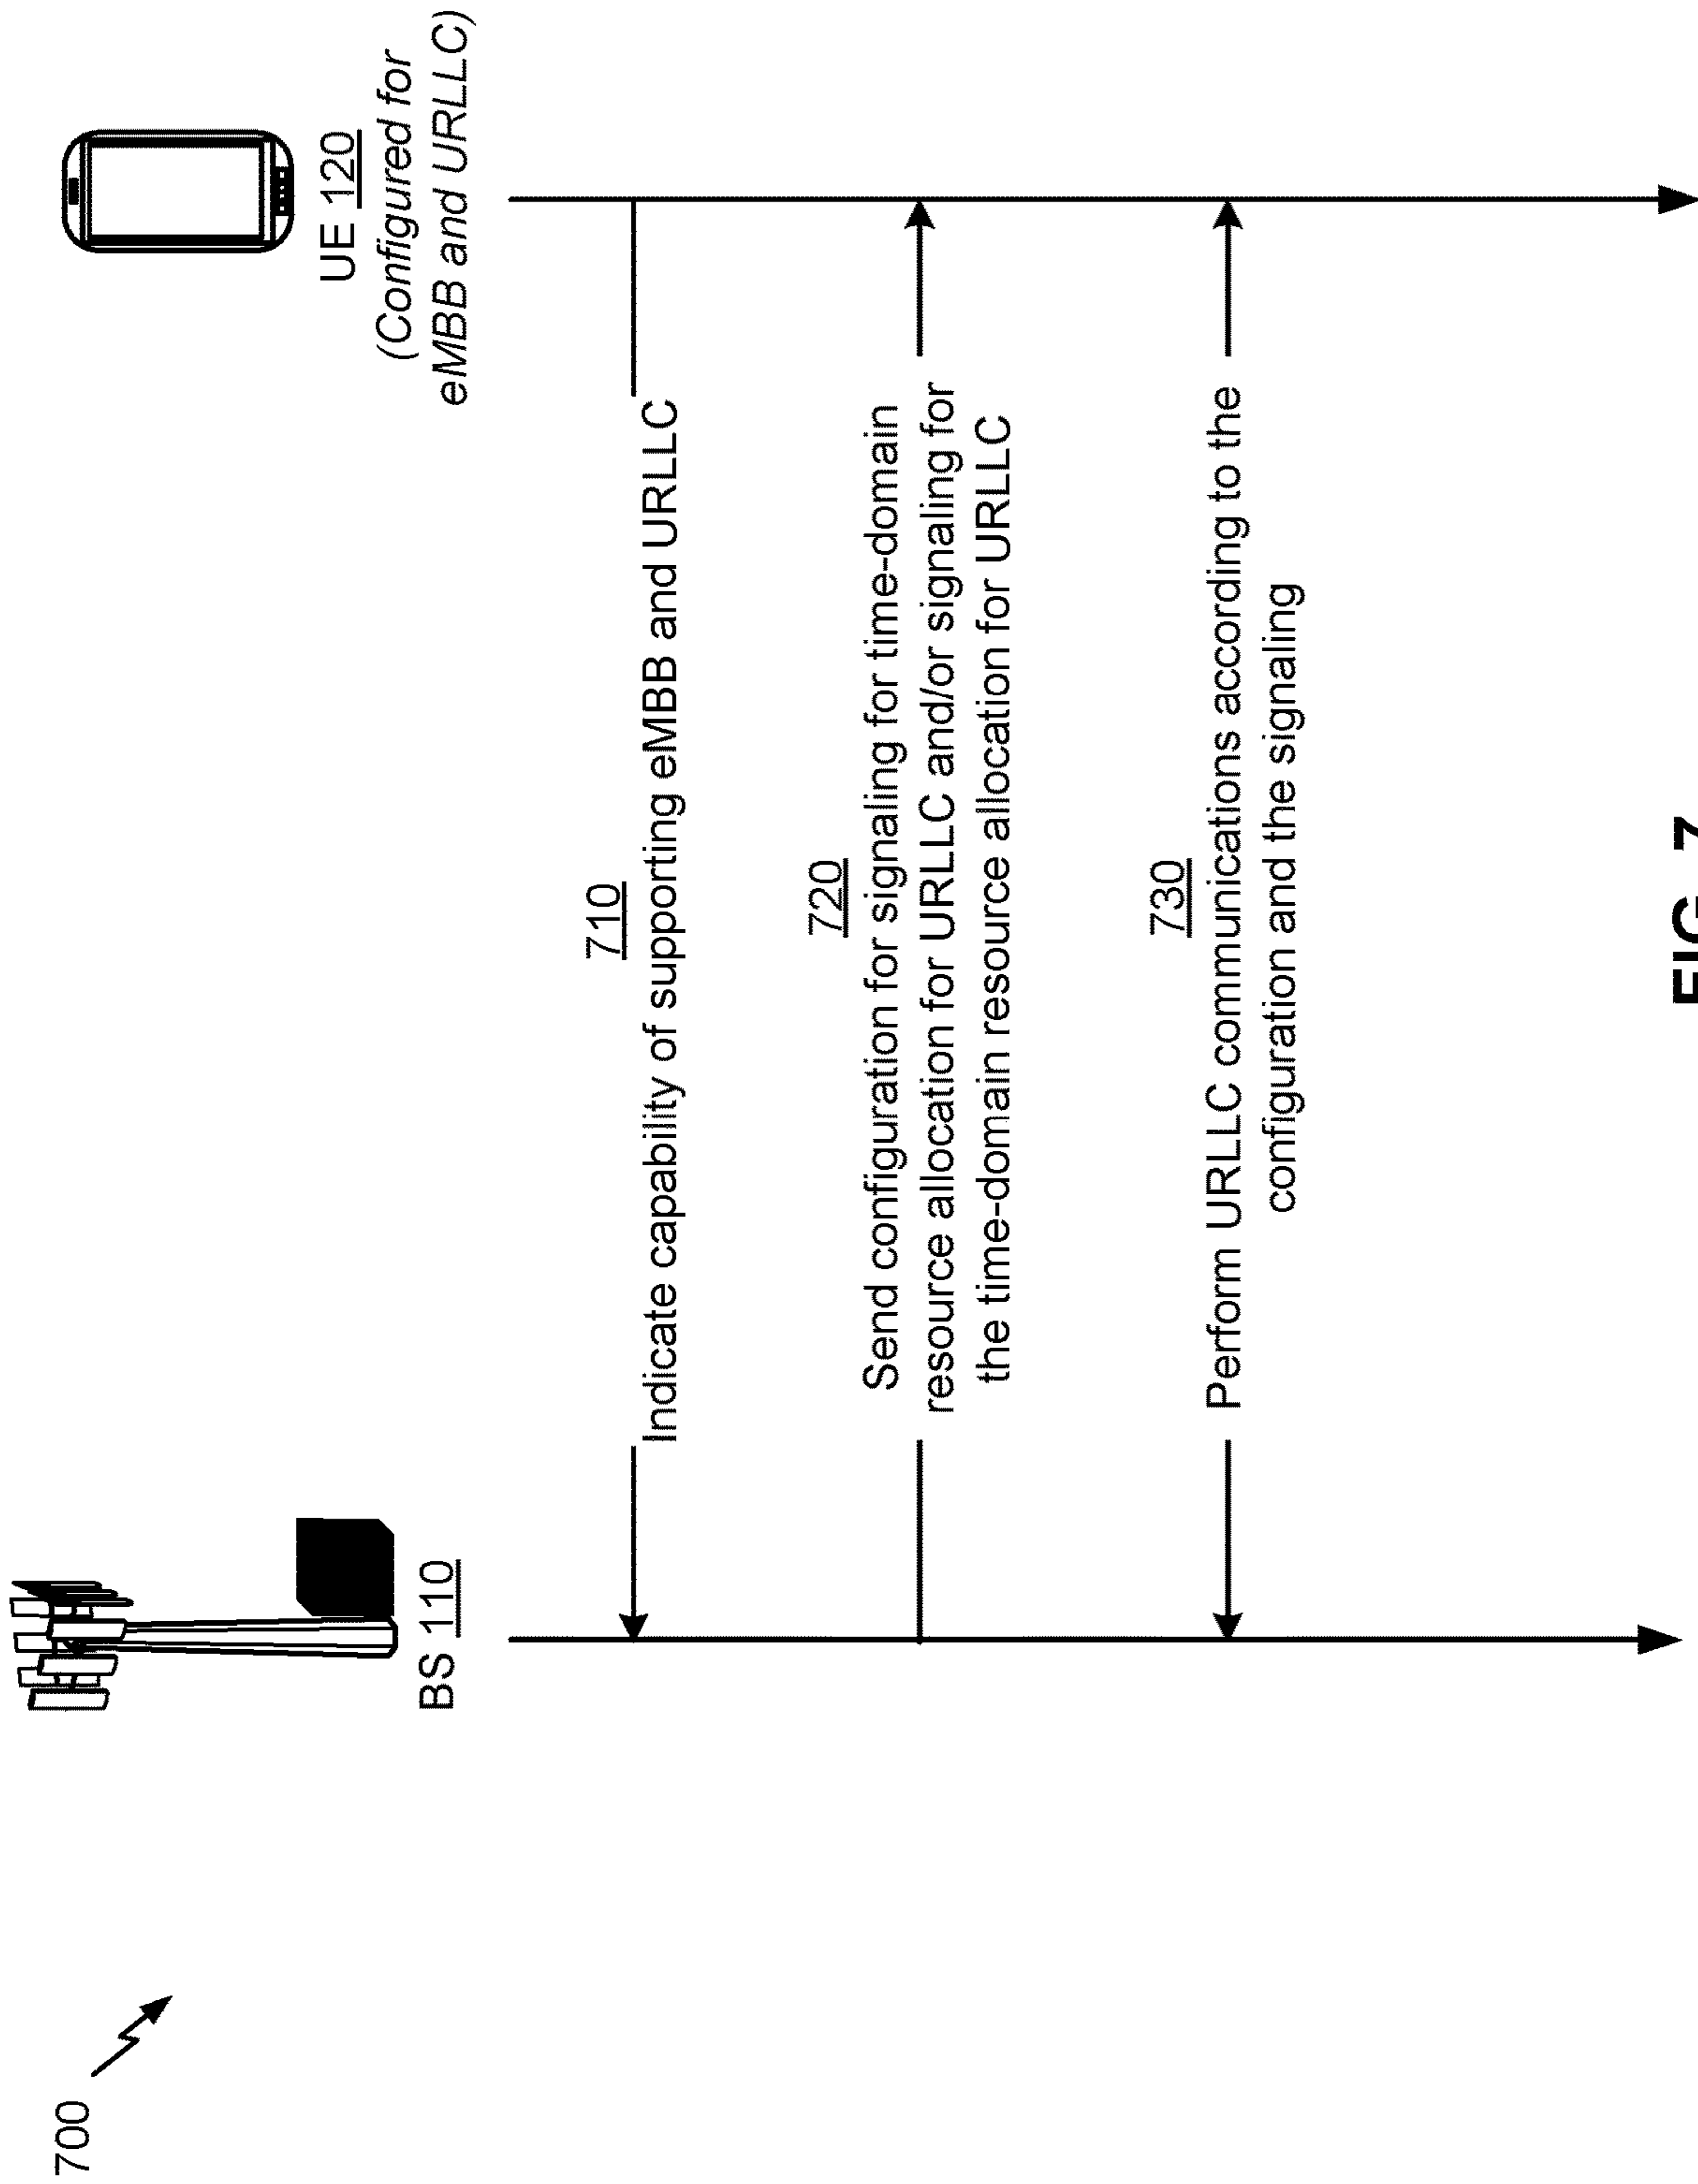 700
BS 110
UE 120
(Configured for
eMBB and URLLC)
710
Indicate capability of supporting eMBB and URLLC
720
Send configuration for signaling for time-domain
resource allocation for URLLC and/or signaling for
the time-domain resource allocation for URLLC
730
Perform URLLC communications according to the
configuration and the signaling
FIG. 7